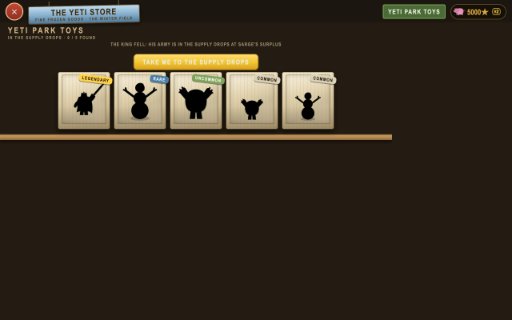 THE YETI STORE
FINE FROZEN GOODS · THE WINTER FIELD
YETI PARK TOYS
5000★
YETI PARK TOYS
IN THE SUPPLY DROPS · 0 / 5 FOUND
THE KING FELL: HIS ARMY IS IN THE SUPPLY DROPS AT SARGE'S SURPLUS
TAKE ME TO THE SUPPLY DROPS
LEGENDARY
RARE
UNCOMMON
COMMON
COMMON